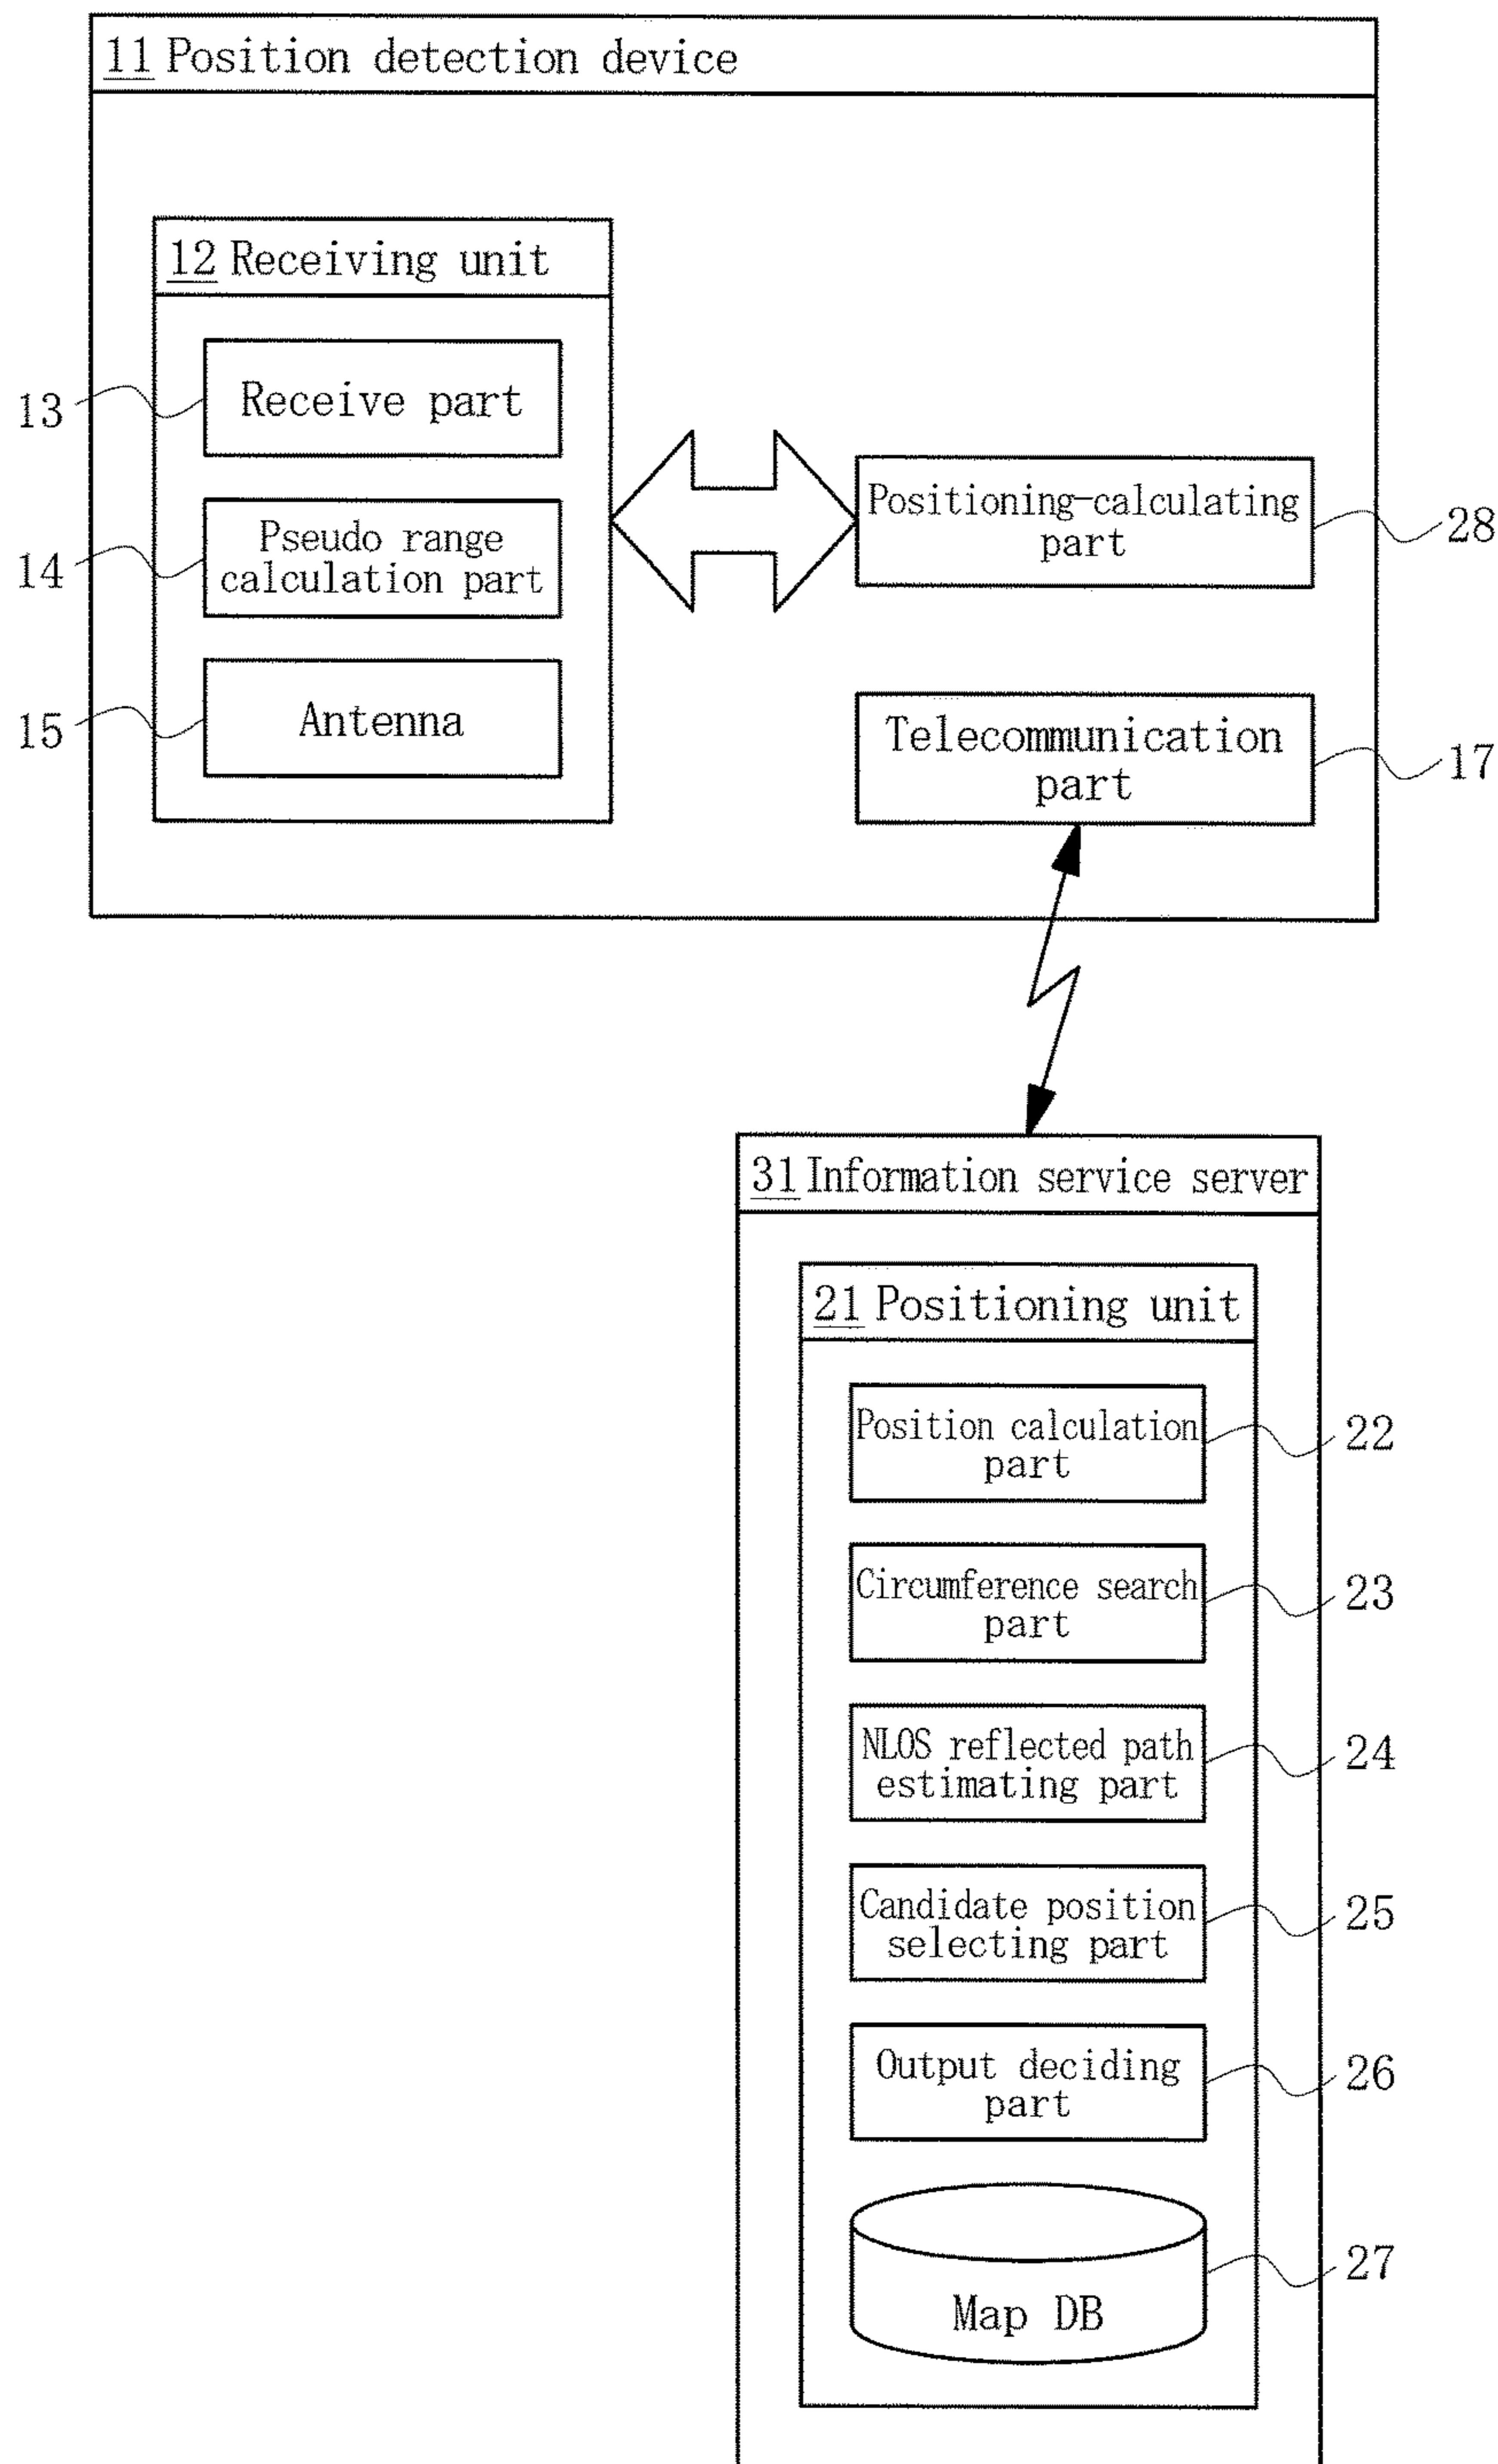 11 Position detection device
12 Receiving unit
13
Receive part
14
Pseudo range
calculation part
15
Antenna
Positioning-calculating
part
28
Telecommunication
part
17
31 Information service server
21 Positioning unit
Position calculation
part
22
Circumference search
part
23
NLOS reflected path
estimating part
24
Candidate position
selecting part
25
Output deciding
part
26
Map DB
27